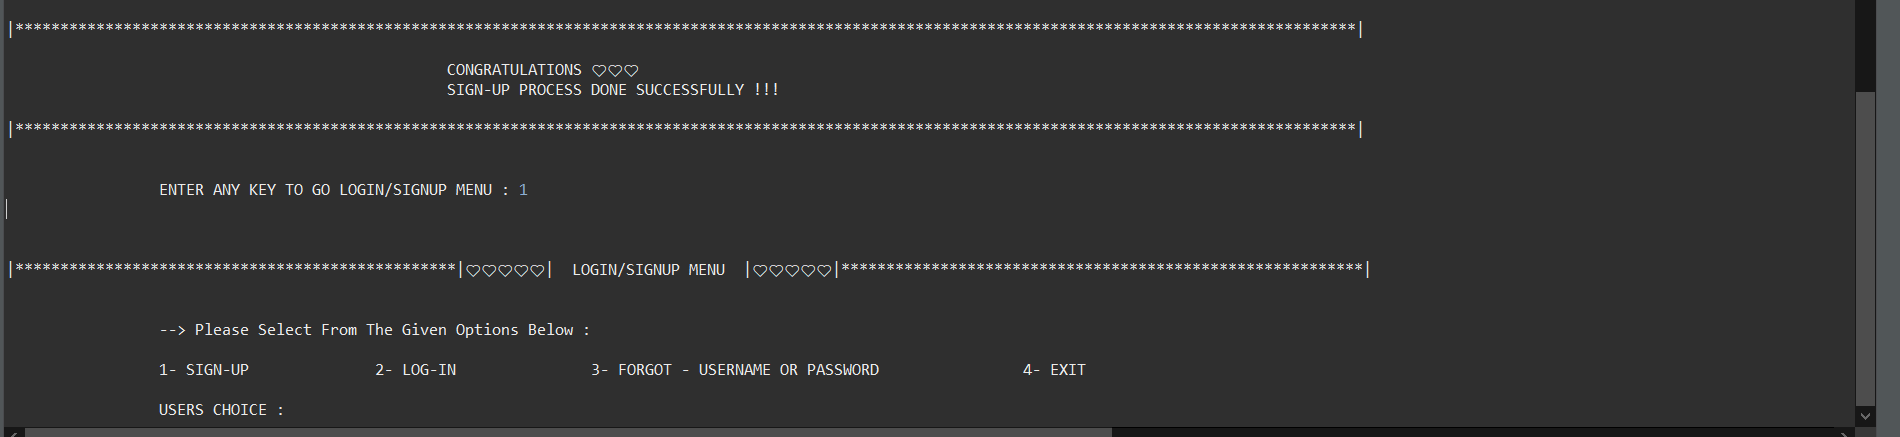 |*****************************************************************************************************************************************************|
CONGRATULATIONS ♡♡♡
SIGN-UP PROCESS DONE SUCCESSFULLY !!!
|*****************************************************************************************************************************************************|
ENTER ANY KEY TO GO LOGIN/SIGNUP MENU : 1
|*************************************************|♡♡♡♡♡|  LOGIN/SIGNUP MENU  |♡♡♡♡♡|**********************************************************|
--> Please Select From The Given Options Below :
1- SIGN-UP 2- LOG-IN 3- FORGOT - USERNAME OR PASSWORD 4- EXIT
USERS CHOICE :